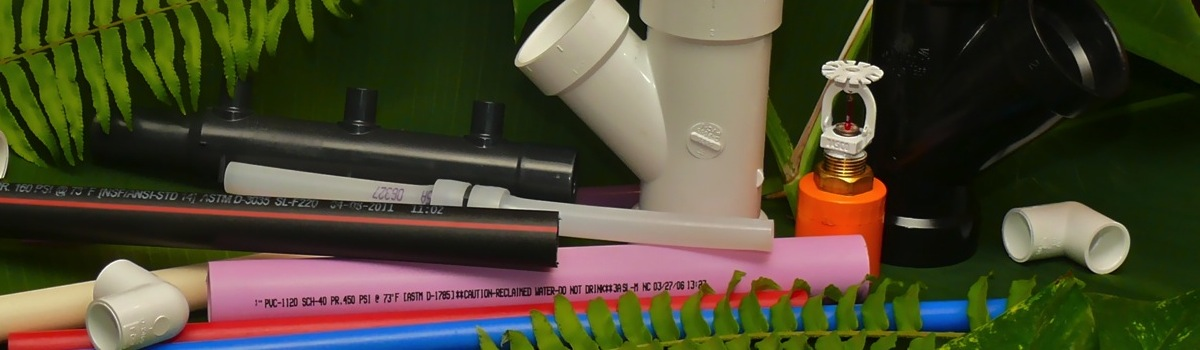 R. 160 PSI @ 73°F [NSF/ANSI-STD 14] ASTM D-3035 SL-F220 04-08-2011 11:02
06327
PVC-1120 SCH-40 PR.450 PSI @ 73°F [ASTM D-1785]##CAUTION-RECLAIMED WATER-DO NOT DRINK##3ASL-M NC 03/27/06 13:27